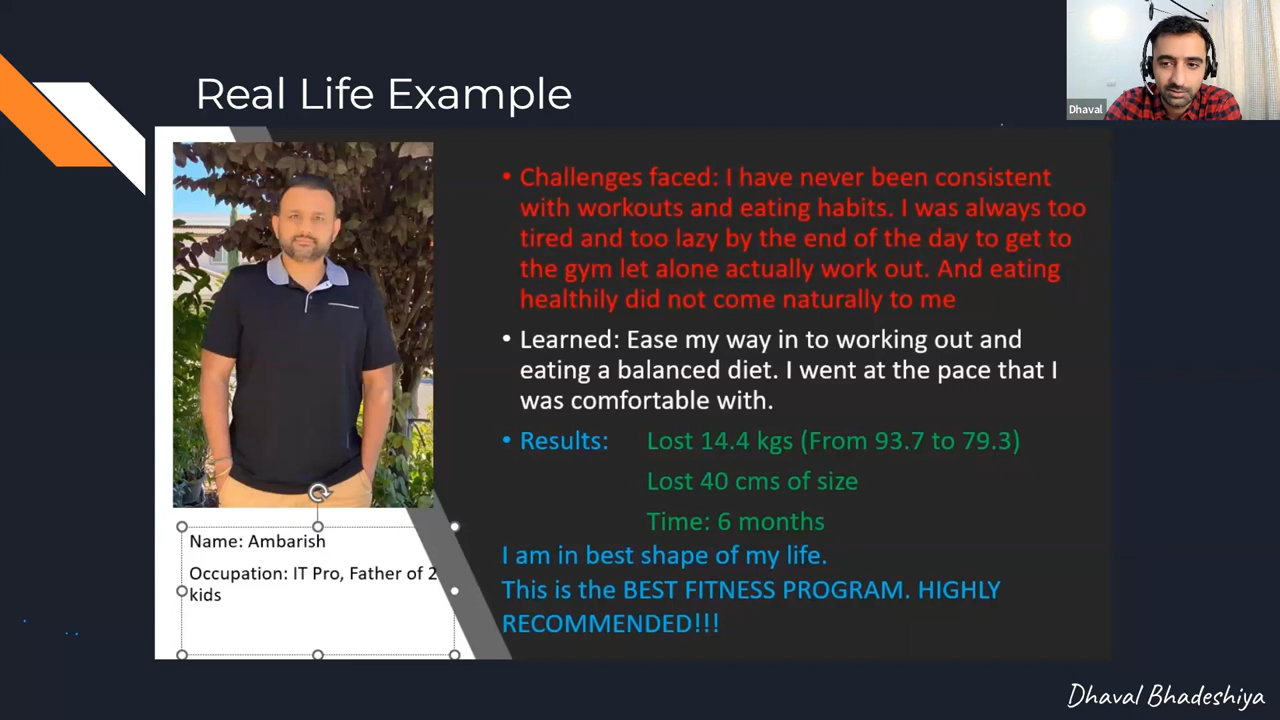 Real Life Example
Dhaval
• Challenges faced: I have never been consistent
with workouts and eating habits. I was always too
tired and too lazy by the end of the day to get to
the gym let alone actually work out. And eating
healthily did not come naturally to me
• Learned: Ease my way in to working out and
eating a balanced diet. I went at the pace that I
was comfortable with.
• Results: Lost 14.4 kgs (From 93.7 to 79.3)
Lost 40 cms of size
Time: 6 months
I am in best shape of my life.
This is the BEST FITNESS PROGRAM. HIGHLY
RECOMMENDED!!!
Name: Ambarish
Occupation: IT Pro, Father of 2
kids
Dhaval Bhadeshiya